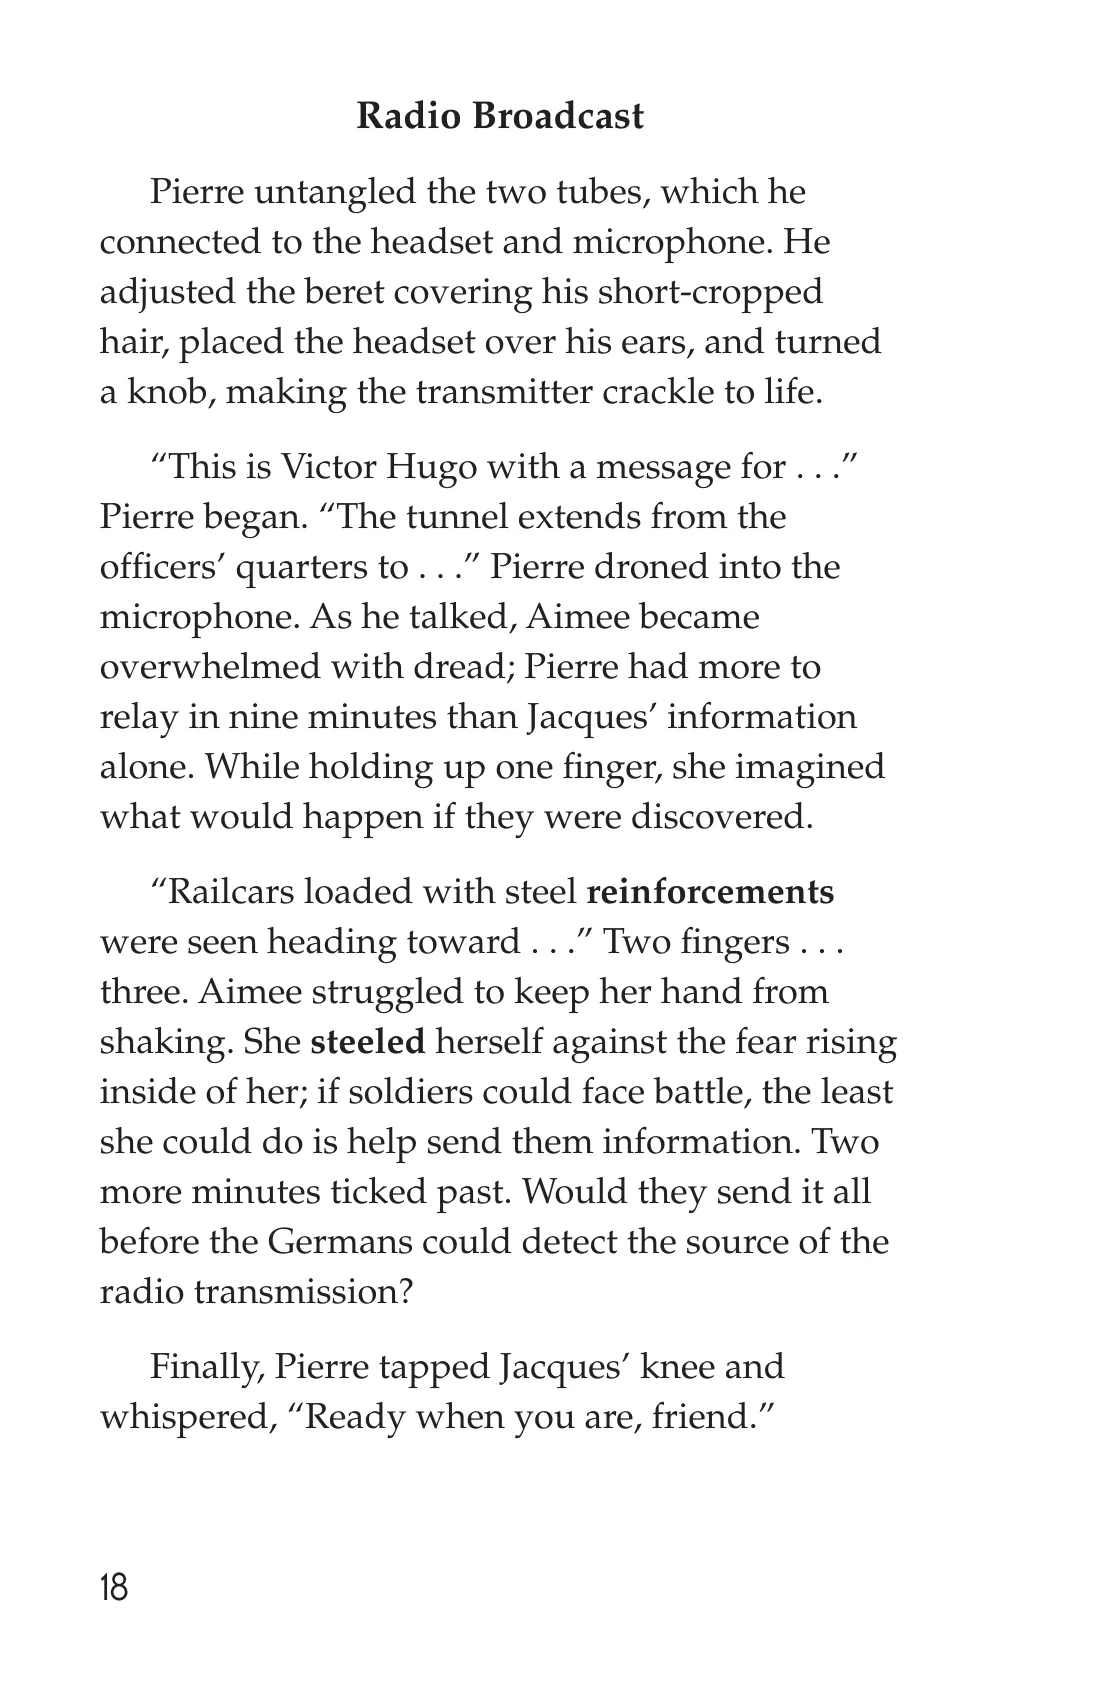 Radio Broadcast
Pierre untangled the two tubes, which he
connected to the headset and microphone. He
adjusted the beret covering his short-cropped
hair, placed the headset over his ears, and turned
a knob, making the transmitter crackle to life.
“This is Victor Hugo with a message for . . .”
Pierre began. “The tunnel extends from the
officers’ quarters to . . .” Pierre droned into the
microphone. As he talked, Aimee became
overwhelmed with dread; Pierre had more to
relay in nine minutes than Jacques’ information
alone. While holding up one finger, she imagined
what would happen if they were discovered.
“Railcars loaded with steel reinforcements
were seen heading toward . . .” Two fingers . . .
three. Aimee struggled to keep her hand from
shaking. She steeled herself against the fear rising
inside of her; if soldiers could face battle, the least
she could do is help send them information. Two
more minutes ticked past. Would they send it all
before the Germans could detect the source of the
radio transmission?
Finally, Pierre tapped Jacques’ knee and
whispered, “Ready when you are, friend.”
18